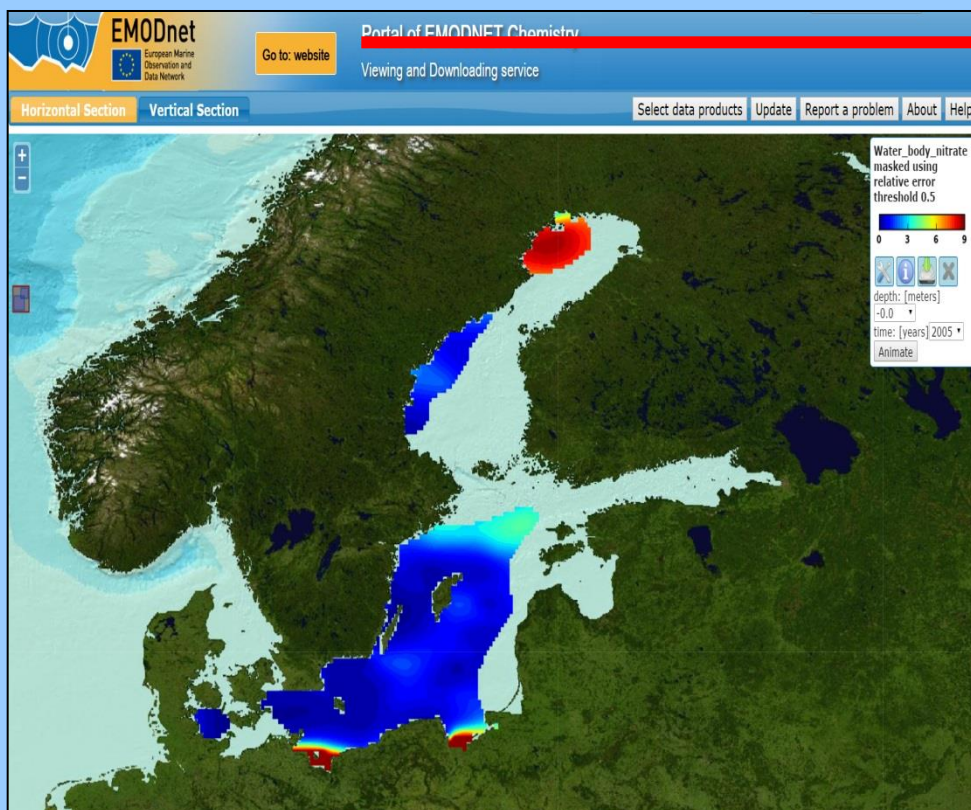 EMODnet
European Marine
Observation and
Data Network
Go to: website
Portal of EMODNET Chemistry
Viewing and Downloading service
Horizontal Section
Vertical Section
Select data products
Update
Report a problem
About
Help
+
−
Water_body_nitrate
masked using
relative error
threshold 0.5
0 3 6 9
depth: [meters]
-0.0
time: [years] 2005
Animate